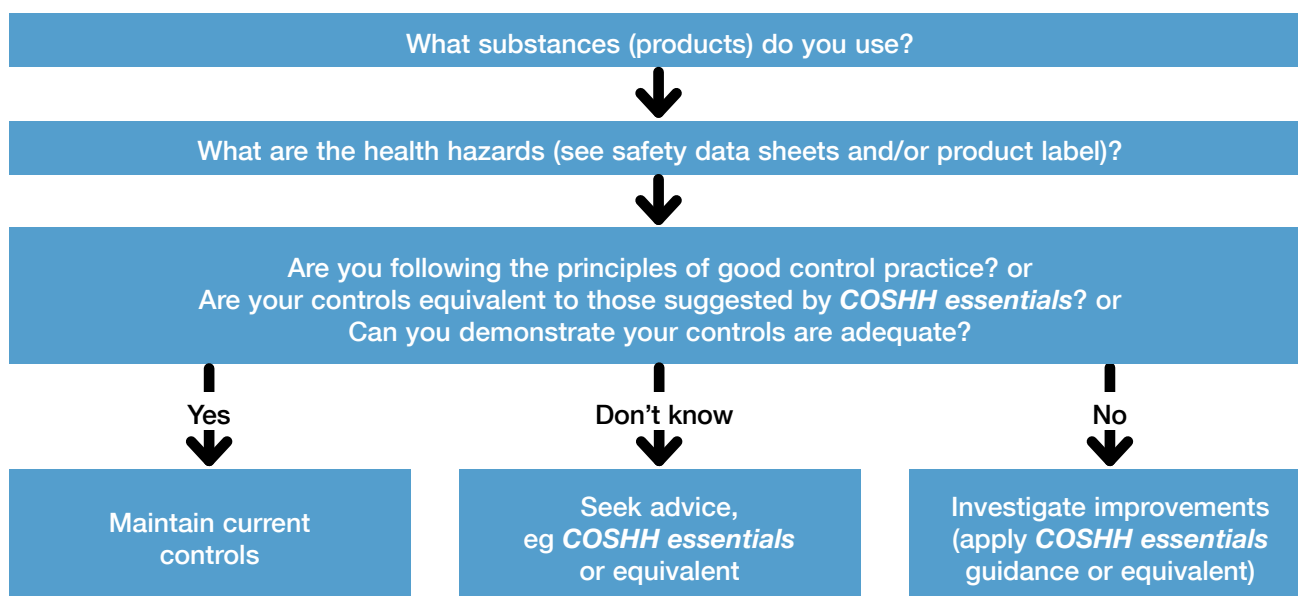 What substances (products) do you use?
What are the health hazards (see safety data sheets and/or product label)?
Are you following the principles of good control practice? or
Are your controls equivalent to those suggested by COSHH essentials? or
Can you demonstrate your controls are adequate?
Yes
Don’t know
No
Maintain current
controls
Seek advice,
eg COSHH essentials
or equivalent
Investigate improvements
(apply COSHH essentials
guidance or equivalent)